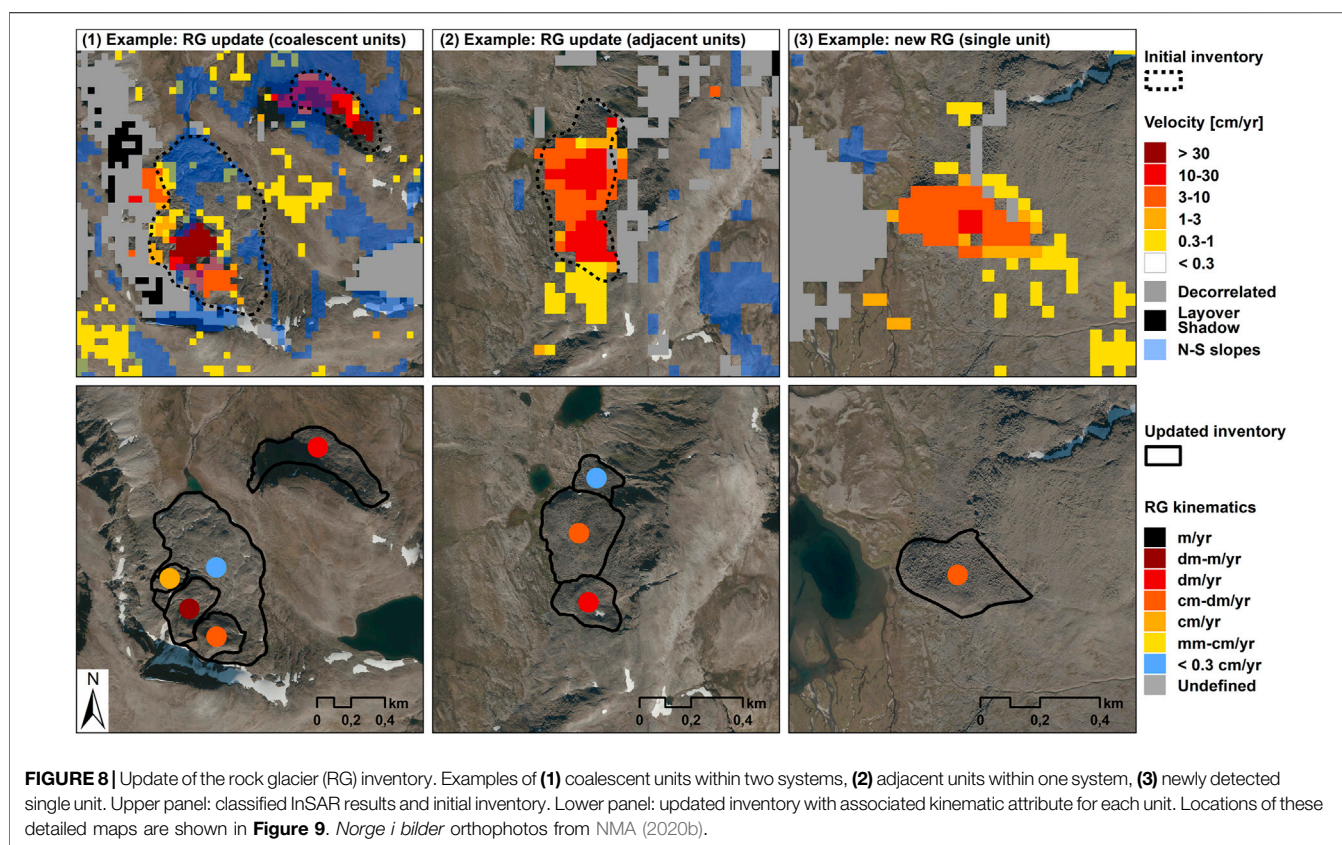 (1) Example: RG update (coalescent units)
(2) Example: RG update (adjacent units)
(3) Example: new RG (single unit)
Initial inventory
Velocity [cm/yr]
> 30
10-30
3-10
1-3
0.3-1
< 0.3
Decorrelated
Layover
Shadow
N-S slopes
Updated inventory
RG kinematics
m/yr
dm-m/yr
dm/yr
cm-dm/yr
cm/yr
mm-cm/yr
< 0.3 cm/yr
Undefined
N
km
0 0,2 0,4
km
0 0,2 0,4
km
0 0,2 0,4
FIGURE 8 | Update of the rock glacier (RG) inventory. Examples of (1) coalescent units within two systems, (2) adjacent units within one system, (3) newly detected
single unit. Upper panel: classified InSAR results and initial inventory. Lower panel: updated inventory with associated kinematic attribute for each unit. Locations of these
detailed maps are shown in Figure 9. Norge i bilder orthophotos from NMA (2020b).